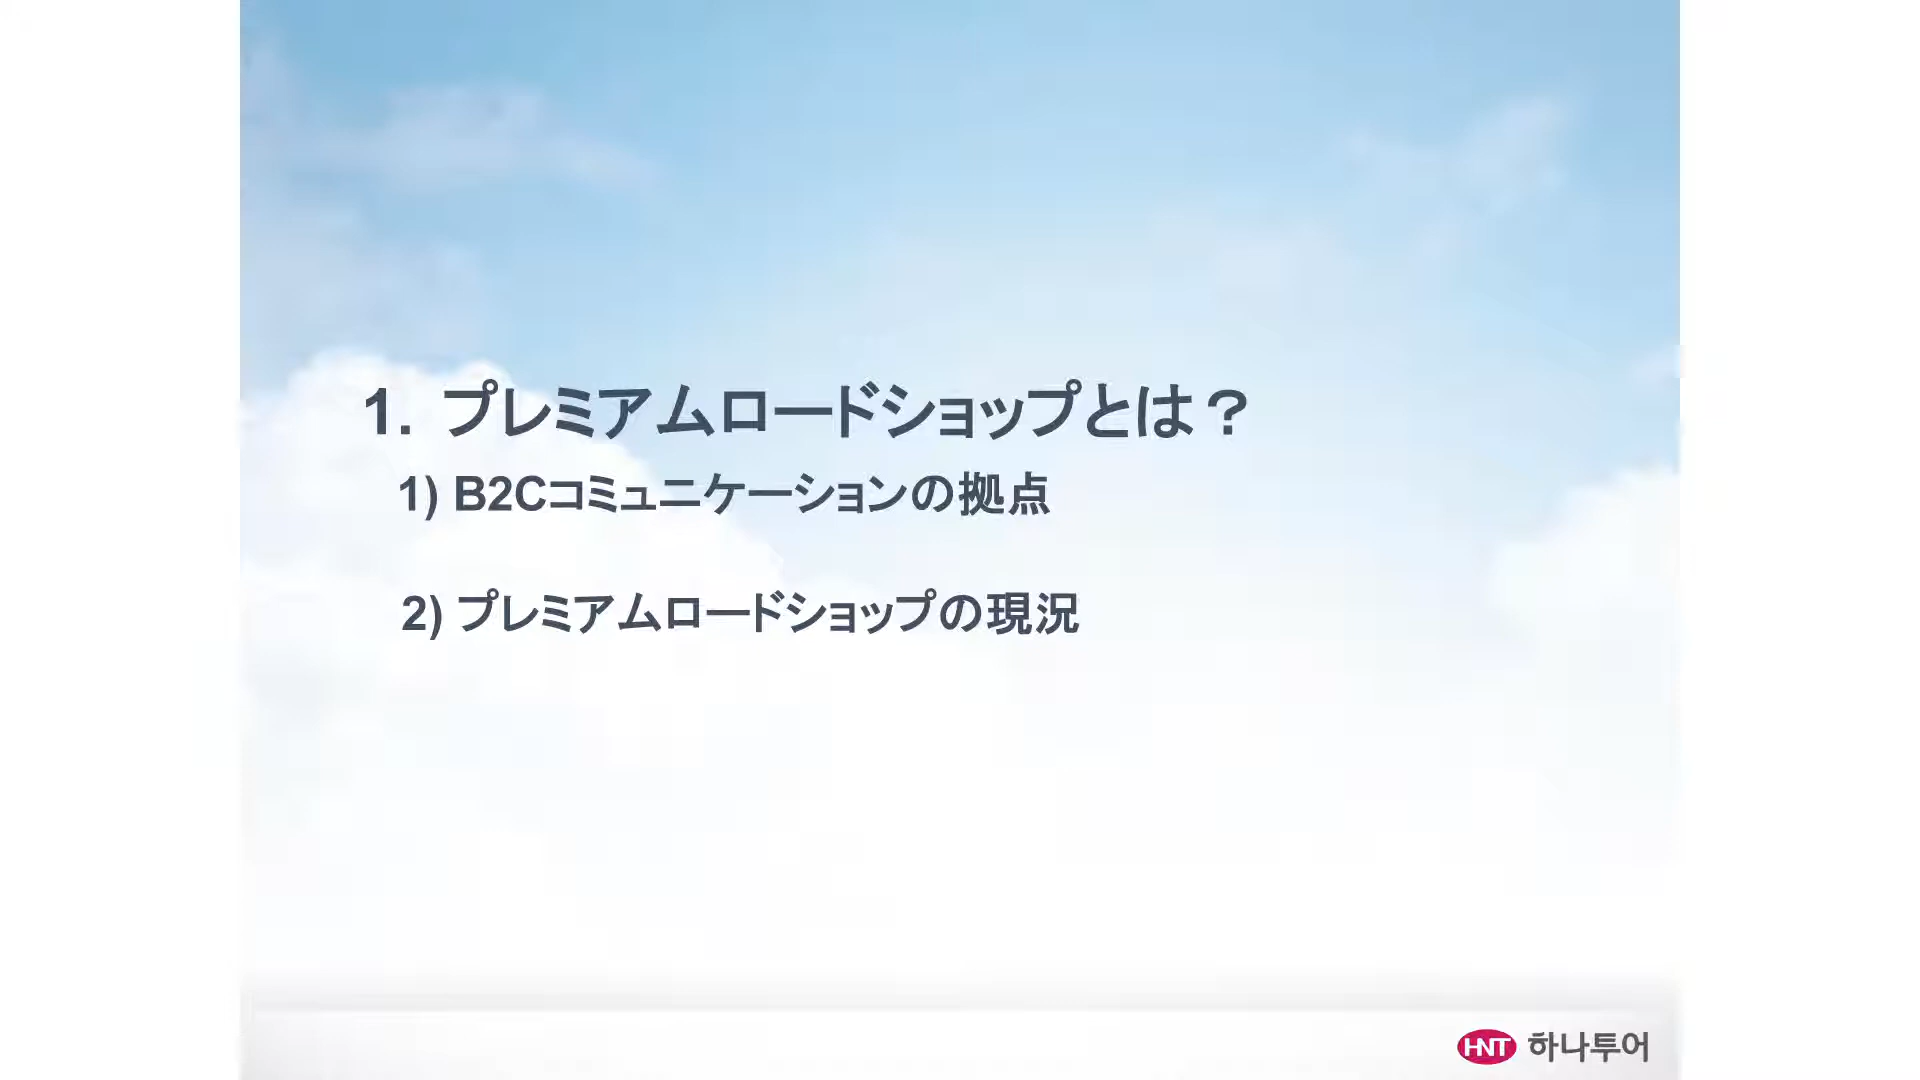 1. プレミアムロードショップとは？
1) B2Cコミュニケーションの拠点
2) プレミアムロードショップの現況
HNT 하나투어